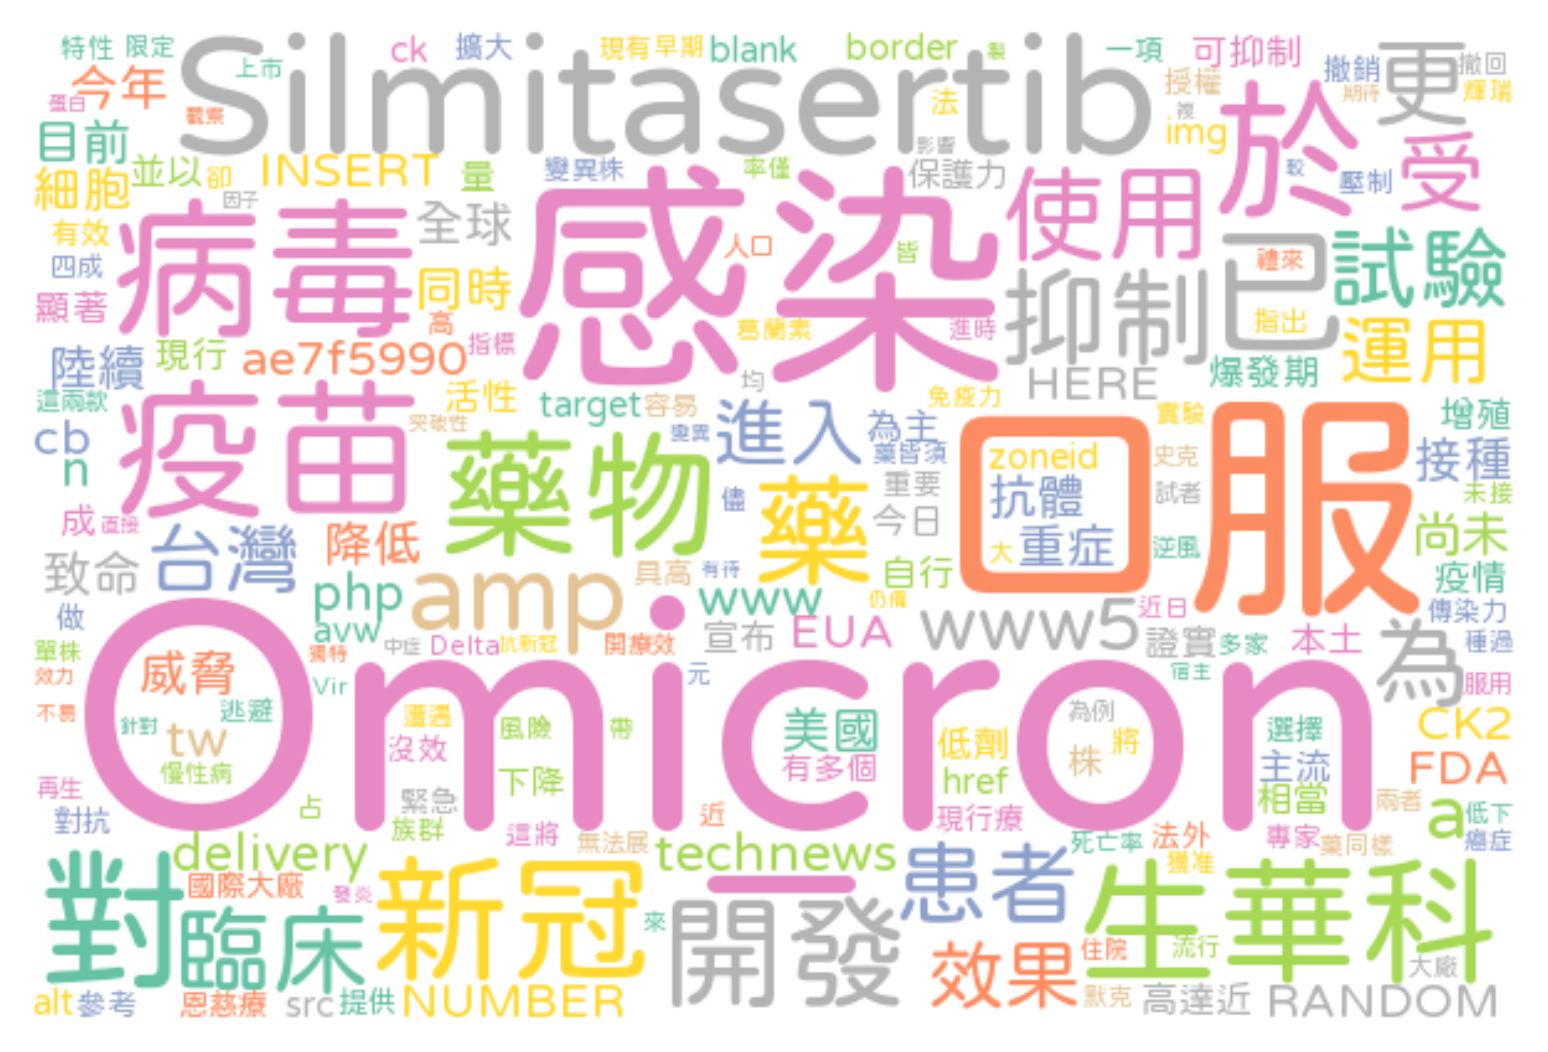 特性 限定 ck 擴大 現有 早期 blank border 製 一項 可抑制
上市 Silmitasertib 撤銷 更 撤回
今年 授權 期待 輝瑞
蛋白 觀察 法 複 img 於
目前 影響 受
細胞 並以 卻 INSERT 量 變異株 率僅 保護力 較 壓制
因子 病毒 全球 感染 使用
有效 人口 皆 已 禮來 試驗
四成 同時 抑制
顯著 高 葛蘭素 進時 指出 運用
陸續 現行 ae7f5990 指標
均 HERE 爆發期
這兩款 疫苗 活性 target 容易 免疫力 口服 實驗 增殖
突破性 變異 進入 為主
cb 藥物 藥皆須 zoneid 史克 接種
n 儘 藥 重要 抗體 試者 未接
成 直接 今日
台灣 降低 大 重症 逆風 尚未
致命 amp 具高 有待 自行 疫情
php www 仍僅
做 avw 宣布 EUA www5 近日 傳染力
單株 獨特 中症 Delta 抗新冠 開療效 證實 多家 本土 為 種過
效力 威脅 Vir Omicron 元 宿主 服用
不易 針對 逃避 遭遇 風險 帶 為例
tw 沒效 美國 低劑 株 將 選擇 CK2
慢性病 下降 有多個 href 主流 FDA
再生 占 緊急 相當 兩者
對抗 族群 這將 無法展 近 現行療 死亡率 法外 專家 藥同樣 a 低下
delivery technews 獲准 癌症
對 國際大廠 發炎 新冠 一 患者 生華科
臨床 來 開發 效果 住院 流行
大廠
alt 參考 恩慈療 src 提供 NUMBER 默克 高達近 RANDOM